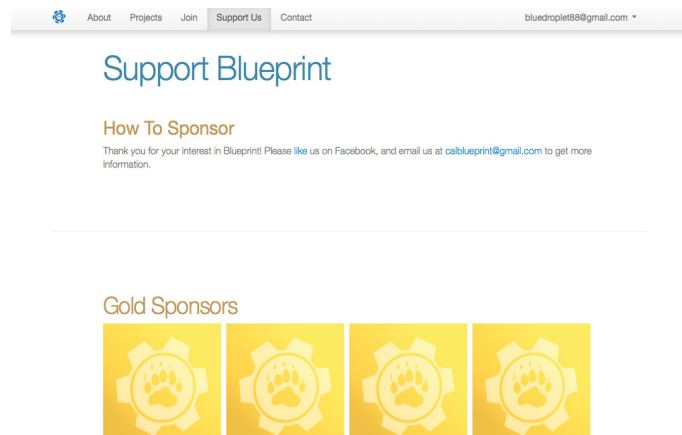 About Projects Join Support Us Contact bluedroplet88@gmail.com
Support Blueprint
How To Sponsor
Thank you for your interest in Blueprint! Please like us on Facebook, and email us at calblueprint@gmail.com to get more
information.
Gold Sponsors